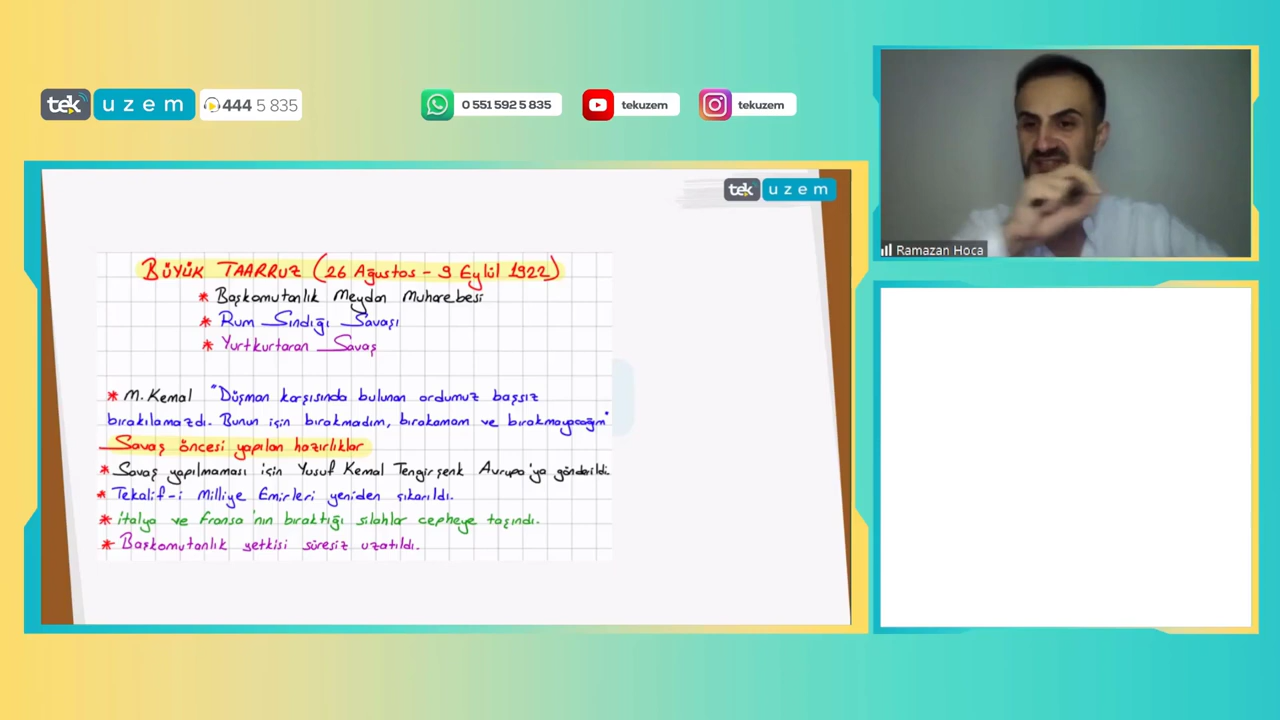 tek uzem 444 5 835
0 551 592 5 835
tekuzem
tekuzem
tek uzem
Ramazan Hoca
BÜYÜK TAARRUZ (26 Ağustos - 9 Eylül 1922)
* Başkomutanlık Meydan Muharebesi
* Rum Sındığı Savaşı
* Yurtkurtaran Savaş
* M. Kemal "Düşman karşısında bulunan ordumuz başsız
bırakılamazdı. Bunun için bırakmadım, bırakamam ve bırakmayacağım"
Savaş öncesi yapılan hazırlıklar
* Savaş yapılmaması için Yusuf Kemal Tengirşenk Avrupa'ya gönderildi.
* Tekalif-i Milliye Emirleri yeniden çıkarıldı.
* İtalya ve Fransa'nın bıraktığı silahlar cepheye taşındı.
* Başkomutanlık yetkisi süresiz uzatıldı.